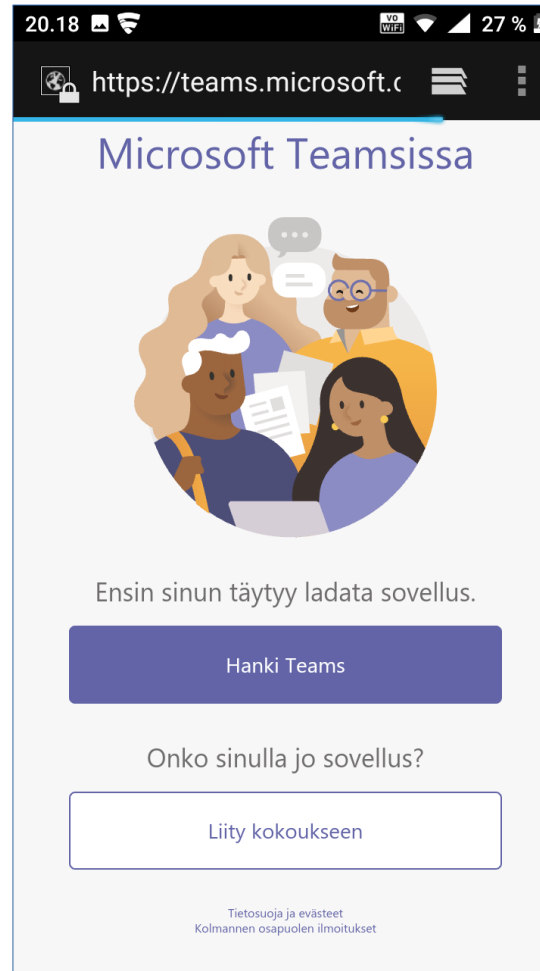 20.18 VO WiFi 27 %
https://teams.microsoft.c
Microsoft Teamsissa
Ensin sinun täytyy ladata sovellus.
Hanki Teams
Onko sinulla jo sovellus?
Liity kokoukseen
Tietosuoja ja evästeet
Kolmannen osapuolen ilmoitukset